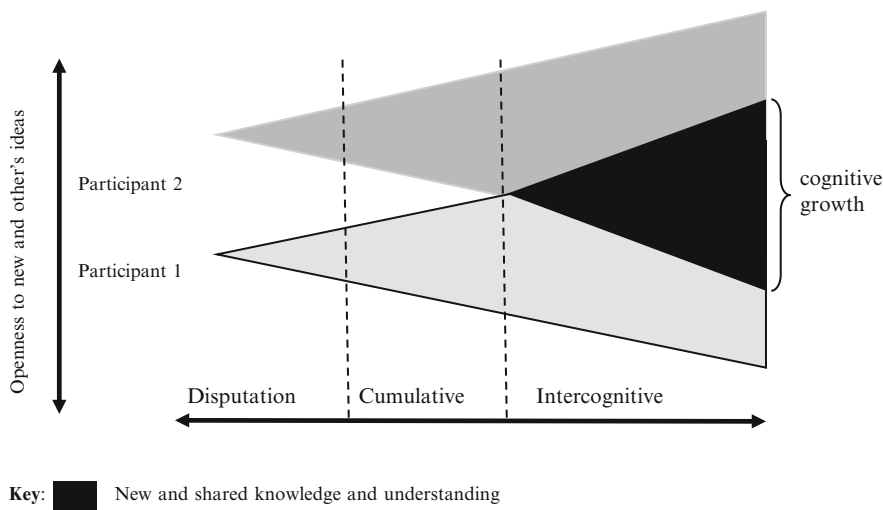 Openness to new and other's ideas
Participant 2
Participant 1
cognitive
growth
Disputation
Cumulative
Intercognitive
Key:
New and shared knowledge and understanding